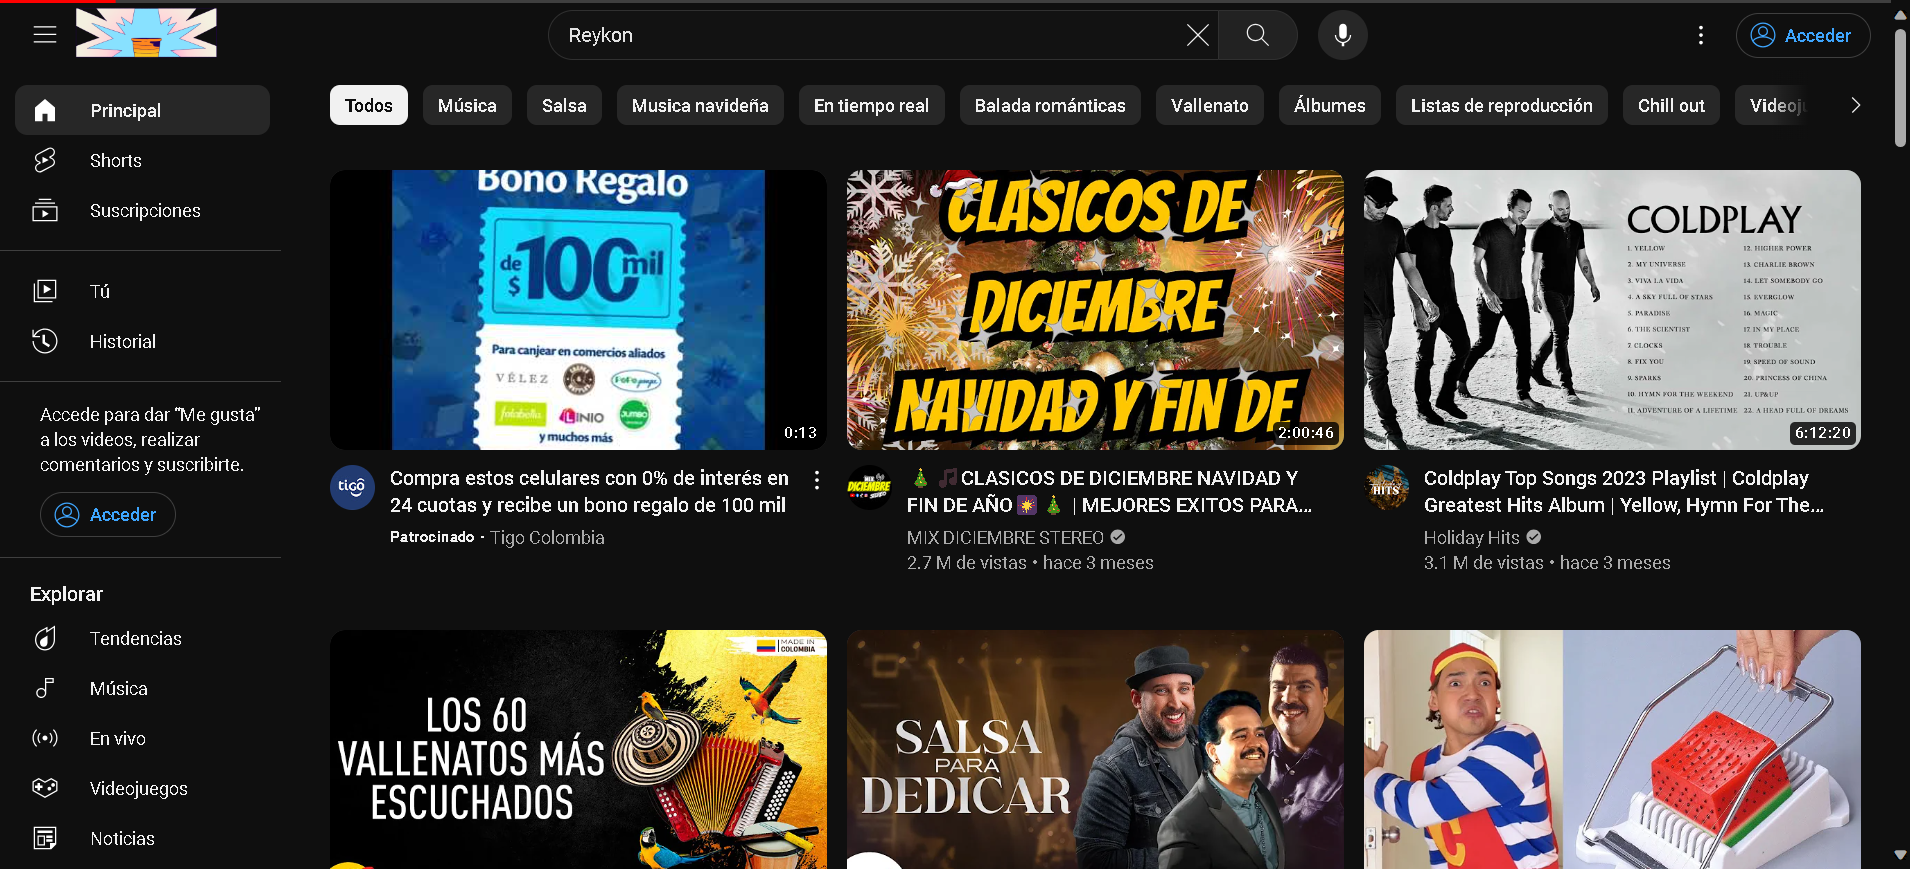 Reykon
Acceder
Principal
Shorts
Suscripciones
Tú
Historial
Accede para dar “Me gusta”
a los videos, realizar
comentarios y suscribirte.
Acceder
Explorar
Tendencias
Música
En vivo
Videojuegos
Noticias
Todos
Música
Salsa
Musica navideña
En tiempo real
Balada románticas
Vallenato
Álbumes
Listas de reproducción
Chill out
Bono Regalo
de $100 mil
Para canjear en comercios aliados
VÉLEZ
falabella
LINIO
JUMBO
y muchos más
0:13
tigo
Compra estos celulares con 0% de interés en
24 cuotas y recibe un bono regalo de 100 mil
Patrocinado · Tigo Colombia
CLASICOS DE
DICIEMBRE
NAVIDAD Y FIN DE
2:00:46
MIX
DICIEMBRE
STEREO
🎄 🎵CLASICOS DE DICIEMBRE NAVIDAD Y
FIN DE AÑO🎇 🎄 | MEJORES EXITOS PARA...
MIX DICIEMBRE STEREO
2.7 M de vistas • hace 3 meses
COLDPLAY
1. YELLOW
2. MY UNIVERSE
3. VIVA LA VIDA
4. A SKY FULL OF STARS
5. PARADISE
6. THE SCIENTIST
7. CLOCKS
8. FIX YOU
9. SPARKS
10. HYMN FOR THE WEEKEND
11. ADVENTURE OF A LIFETIME
12. HIGHER POWER
13. CHARLIE BROWN
14. LET SOMEBODY GO
15. EVERGLOW
16. MAGIC
17. IN MY PLACE
18. TROUBLE
19. SPEED OF SOUND
20. PRINCESS OF CHINA
21. UP&UP
22. A HEAD FULL OF DREAMS
6:12:20
HITS
Coldplay Top Songs 2023 Playlist | Coldplay
Greatest Hits Album | Yellow, Hymn For The...
Holiday Hits
3.1 M de vistas • hace 3 meses
MADE IN
COLOMBIA
LOS 60
VALLENATOS MÁS
ESCUCHADOS
SALSA
PARA
DEDICAR